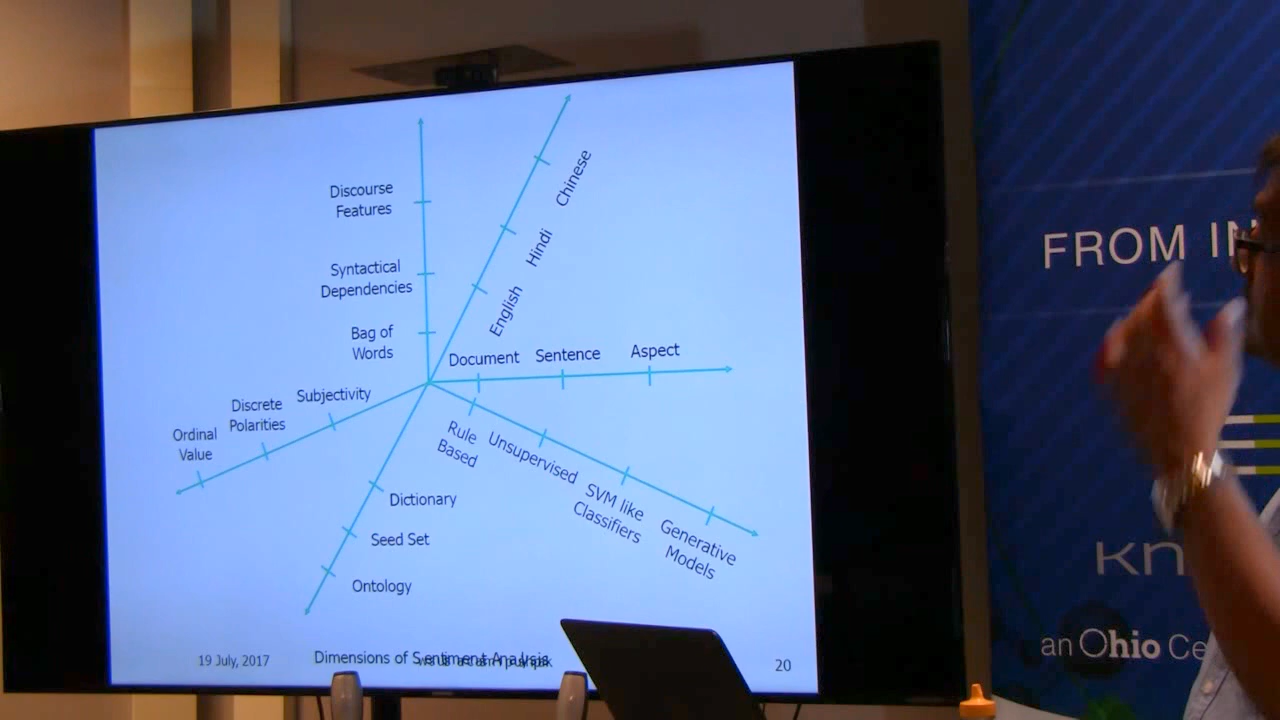 Discourse
Features
Syntactical
Dependencies
Bag of
Words
Chinese
Hindi
English
Document Sentence Aspect
Subjectivity
Discrete
Polarities
Ordinal
Value
Rule
Based
Unsupervised
SVM like
Classifiers
Generative
Models
Dictionary
Seed Set
Ontology
19 July, 2017
Dimensions of Sentiment Analysis
20
FROM
an Ohio